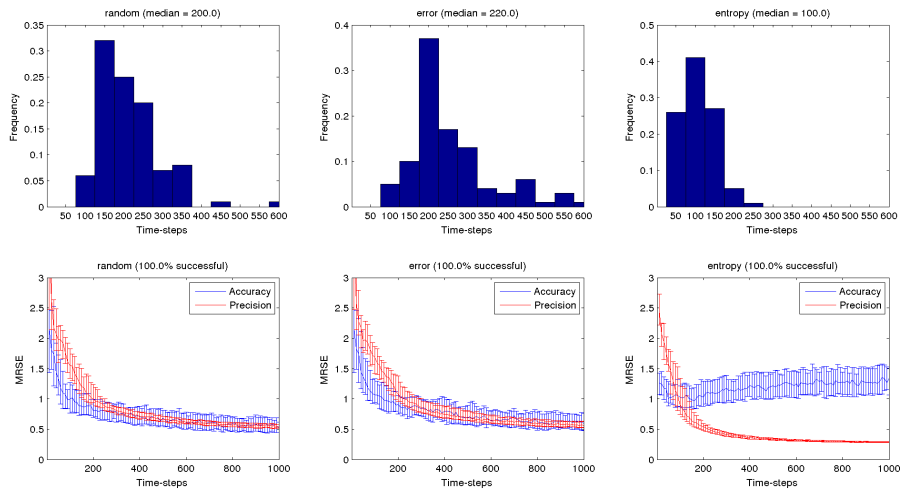 random (median = 200.0)
0.35
0.3
0.25
0.2
0.15
0.1
0.05
0
Frequency
50 100 150 200 250 300 350 400 450 500 550 600
Time-steps
error (median = 220.0)
0.4
0.3
0.2
0.1
0
Frequency
50 100 150 200 250 300 350 400 450 500 550 600
Time-steps
entropy (median = 100.0)
0.5
0.4
0.3
0.2
0.1
0
Frequency
50 100 150 200 250 300 350 400 450 500 550 600
Time-steps
random (100.0% successful)
3
2.5
2
1.5
1
0.5
0
MRSE
Accuracy
Precision
200 400 600 800 1000
Time-steps
error (100.0% successful)
3
2.5
2
1.5
1
0.5
0
MRSE
Accuracy
Precision
200 400 600 800 1000
Time-steps
entropy (100.0% successful)
3
2.5
2
1.5
1
0.5
0
MRSE
Accuracy
Precision
200 400 600 800 1000
Time-steps